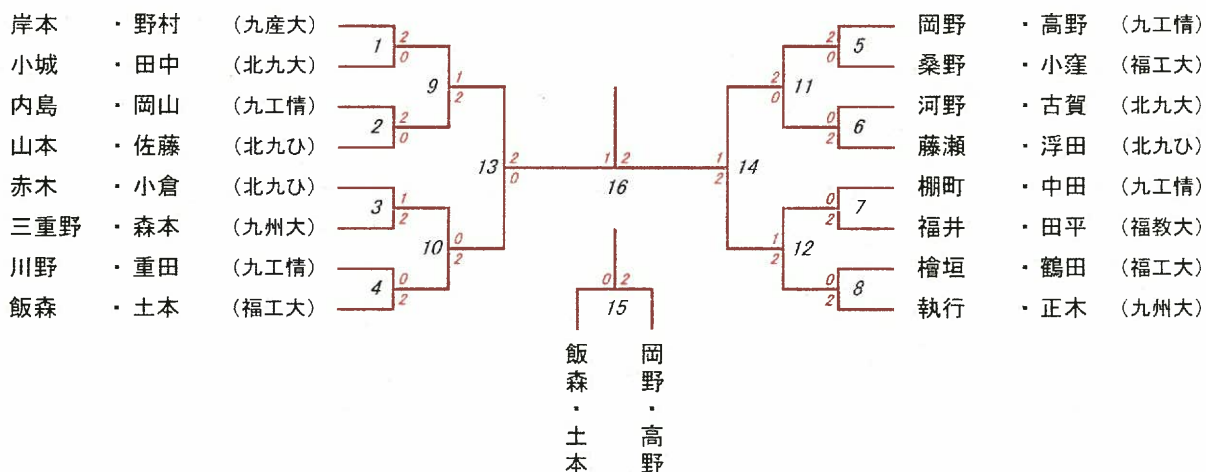 岸本 ・ 野村 (九産大)
小城 ・ 田中 (北九大)
内島 ・ 岡山 (九工情)
山本 ・ 佐藤 (北九ひ)
赤木 ・ 小倉 (北九ひ)
三重野 ・ 森本 (九州大)
川野 ・ 重田 (九工情)
飯森 ・ 土本 (福工大)
1 2 0
2 2 0
3 1 2
4 0 2
9 1 2
10 0 2
13 2 0
16 1 2
15 0 2
飯森・土本
岡野・高野
14 1 2
11 2 0
12 1 2
5 2 0
6 0 2
7 0 2
8 0 2
岡野 ・ 高野 (九工情)
桑野 ・ 小窪 (福工大)
河野 ・ 古賀 (北九大)
藤瀬 ・ 浮田 (北九ひ)
棚町 ・ 中田 (九工情)
福井 ・ 田平 (福教大)
檜垣 ・ 鶴田 (福工大)
執行 ・ 正木 (九州大)